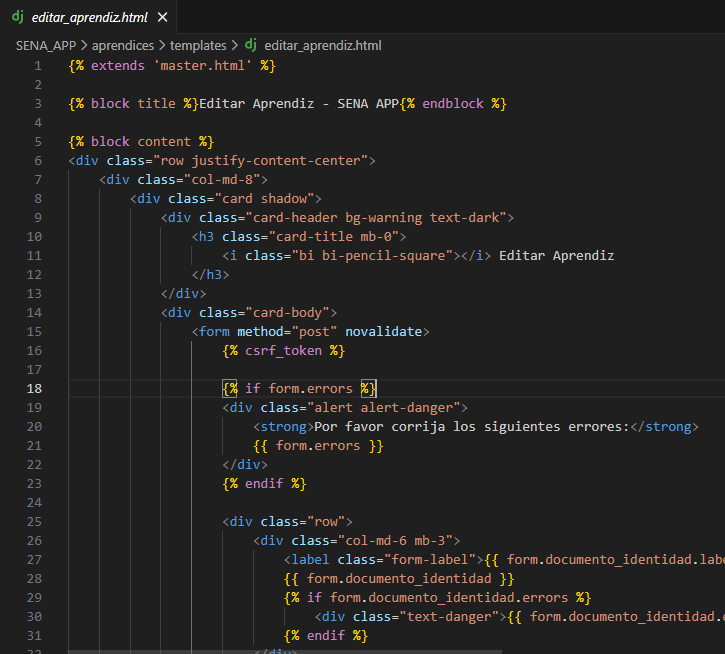 editar_aprendiz.html
SENA_APP > aprendices > templates > editar_aprendiz.html
1 {% extends 'master.html' %}
2
3 {% block title %}Editar Aprendiz - SENA APP{% endblock %}
4
5 {% block content %}
6 <div class="row justify-content-center">
7 <div class="col-md-8">
8 <div class="card shadow">
9 <div class="card-header bg-warning text-dark">
10 <h3 class="card-title mb-0">
11 <i class="bi bi-pencil-square"></i> Editar Aprendiz
12 </h3>
13 </div>
14 <div class="card-body">
15 <form method="post" novalidate>
16 {% csrf_token %}
17
18 {% if form.errors %}
19 <div class="alert alert-danger">
20 <strong>Por favor corrija los siguientes errores:</strong>
21 {{ form.errors }}
22 </div>
23 {% endif %}
24
25 <div class="row">
26 <div class="col-md-6 mb-3">
27 <label class="form-label">{{ form.documento_identidad.labe
28 {{ form.documento_identidad }}
29 {% if form.documento_identidad.errors %}
30 <div class="text-danger">{{ form.documento_identidad.e
31 {% endif %}